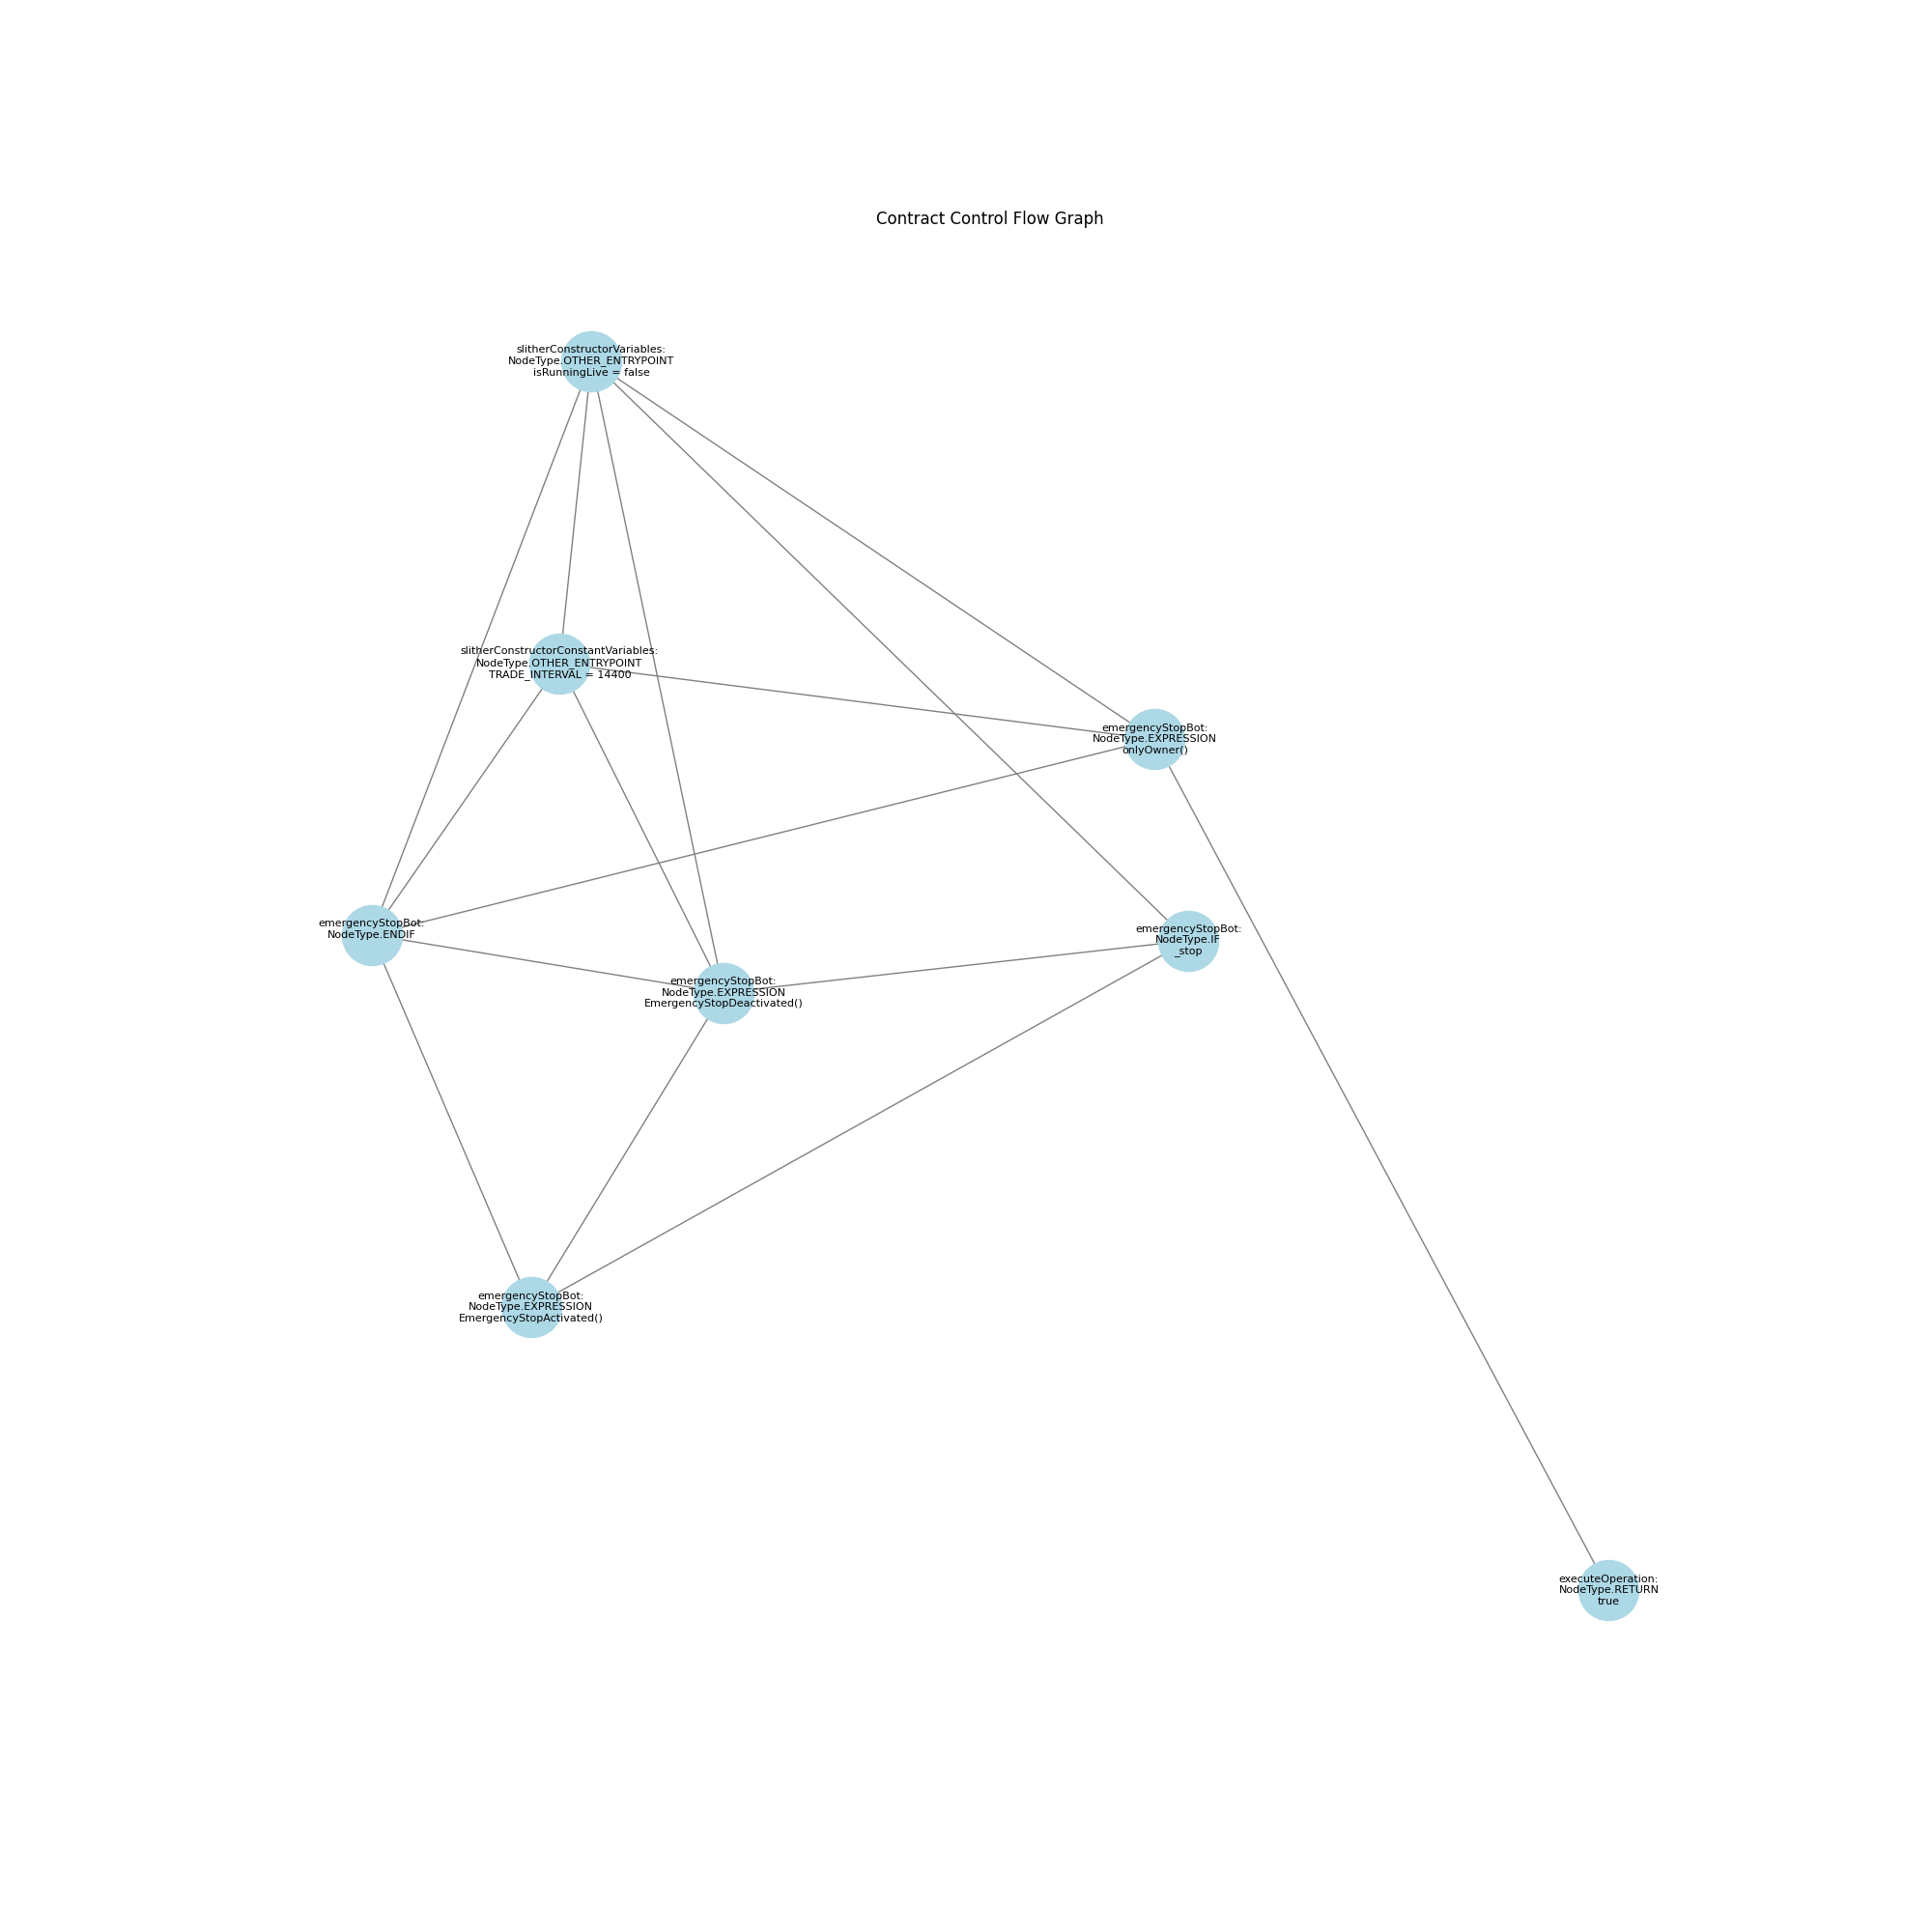 Contract Control Flow Graph
slitherConstructorVariables:
NodeType.OTHER_ENTRYPOINT
isRunningLive = false
slitherConstructorConstantVariables:
NodeType.OTHER_ENTRYPOINT
TRADE_INTERVAL = 14400
emergencyStopBot:
NodeType.EXPRESSION
onlyOwner()
emergencyStopBot:
NodeType.ENDIF
emergencyStopBot:
NodeType.IF
_stop
emergencyStopBot:
NodeType.EXPRESSION
EmergencyStopDeactivated()
emergencyStopBot:
NodeType.EXPRESSION
EmergencyStopActivated()
executeOperation:
NodeType.RETURN
true